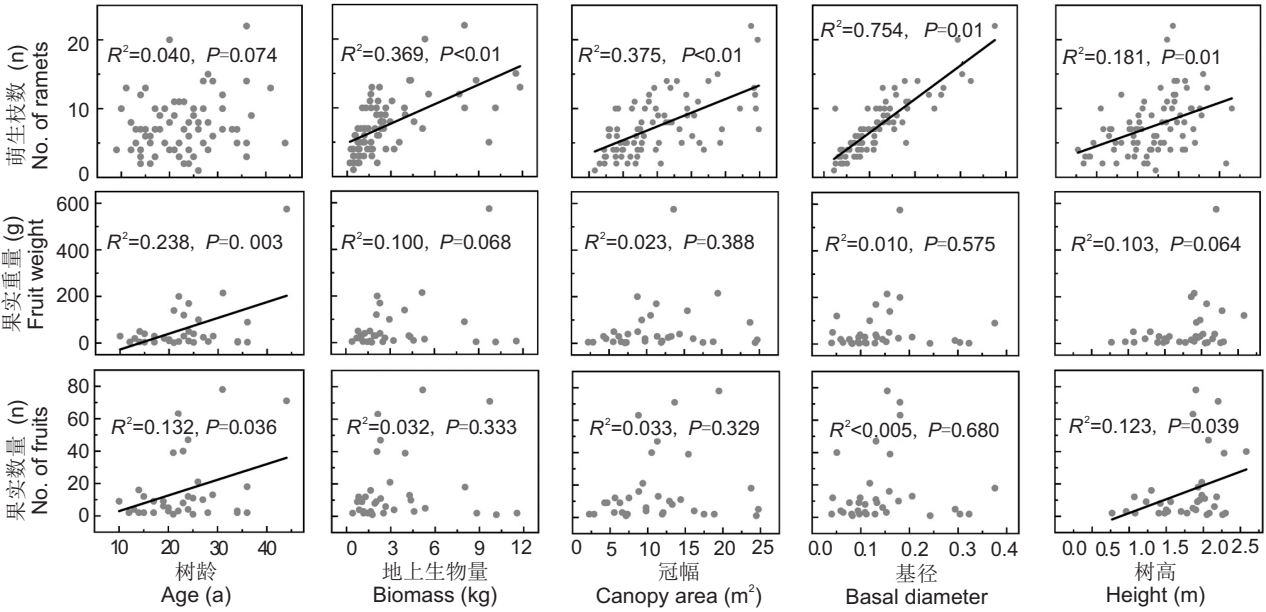 萌生枝数 (n)
No. of ramets
20
10
0
R²=0.040, P=0.074
R²=0.369, P<0.01
R²=0.375, P<0.01
R²=0.754, P=0.01
R²=0.181, P=0.01
果实重量 (g)
Fruit weight
600
400
200
0
R²=0.238, P=0.003
R²=0.100, P=0.068
R²=0.023, P=0.388
R²=0.010, P=0.575
R²=0.103, P=0.064
果实数量 (n)
No. of fruits
80
60
40
20
0
R²=0.132, P=0.036
R²=0.032, P=0.333
R²=0.033, P=0.329
R²<0.005, P=0.680
R²=0.123, P=0.039
10 20 30 40
0 3 6 9 12
0 5 10 15 20 25
0.0 0.1 0.2 0.3 0.4
0.0 0.5 1.0 1.5 2.0 2.5
树龄
Age (a)
地上生物量
Biomass (kg)
冠幅
Canopy area (m²)
基径
Basal diameter
树高
Height (m)